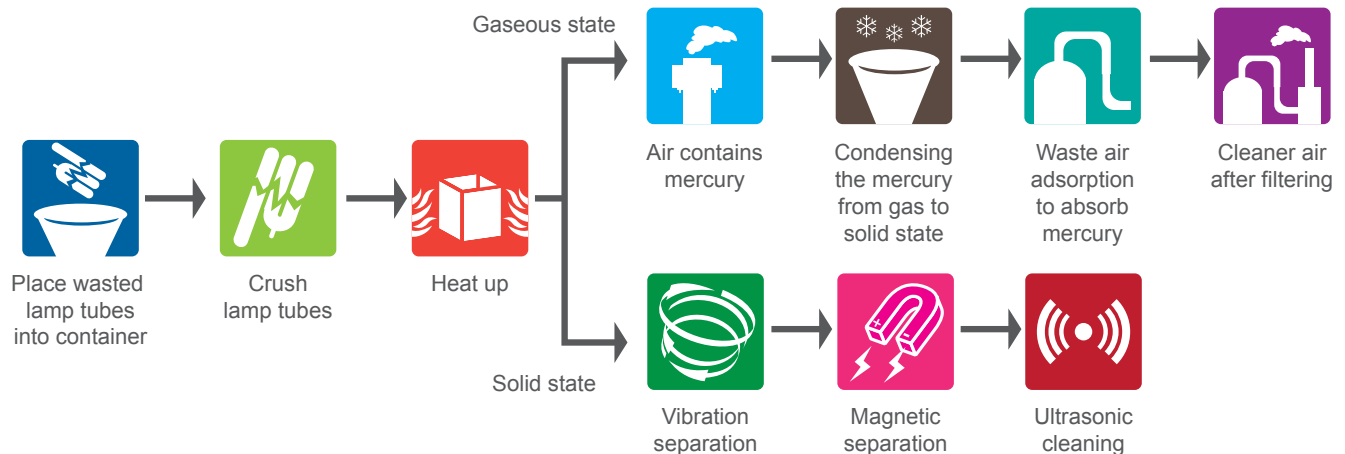 Gaseous state
Air contains
mercury
Condensing
the mercury
from gas to
solid state
Waste air
adsorption
to absorb
mercury
Cleaner air
after filtering
Place wasted
lamp tubes
into container
Crush
lamp tubes
Heat up
Solid state
Vibration
separation
+
-
Magnetic
separation
Ultrasonic
cleaning